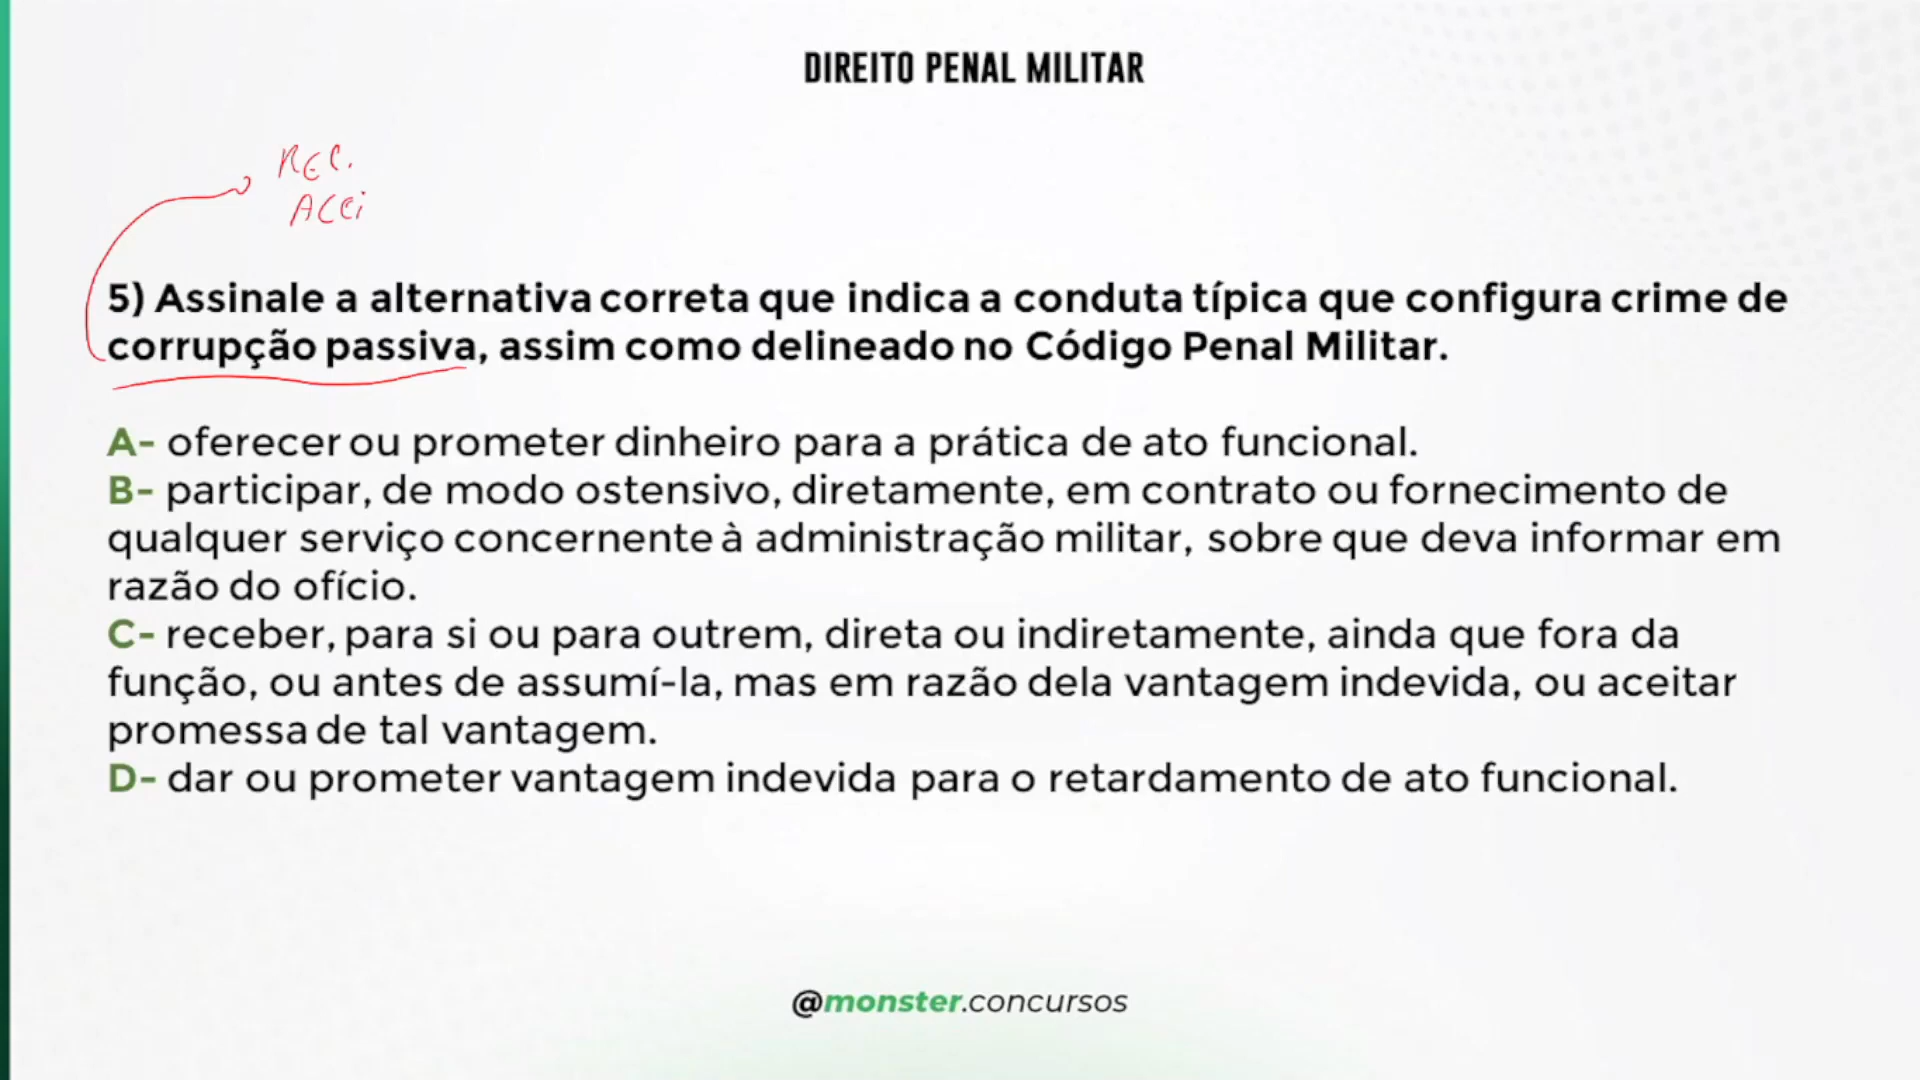 DIREITO PENAL MILITAR
REC.
ACEi
5) Assinale a alternativa correta que indica a conduta típica que configura crime de
corrupção passiva, assim como delineado no Código Penal Militar.
A- oferecer ou prometer dinheiro para a prática de ato funcional.
B- participar, de modo ostensivo, diretamente, em contrato ou fornecimento de
qualquer serviço concernente à administração militar, sobre que deva informar em
razão do ofício.
C- receber, para si ou para outrem, direta ou indiretamente, ainda que fora da
função, ou antes de assumí-la, mas em razão dela vantagem indevida, ou aceitar
promessa de tal vantagem.
D- dar ou prometer vantagem indevida para o retardamento de ato funcional.
@monster.concursos